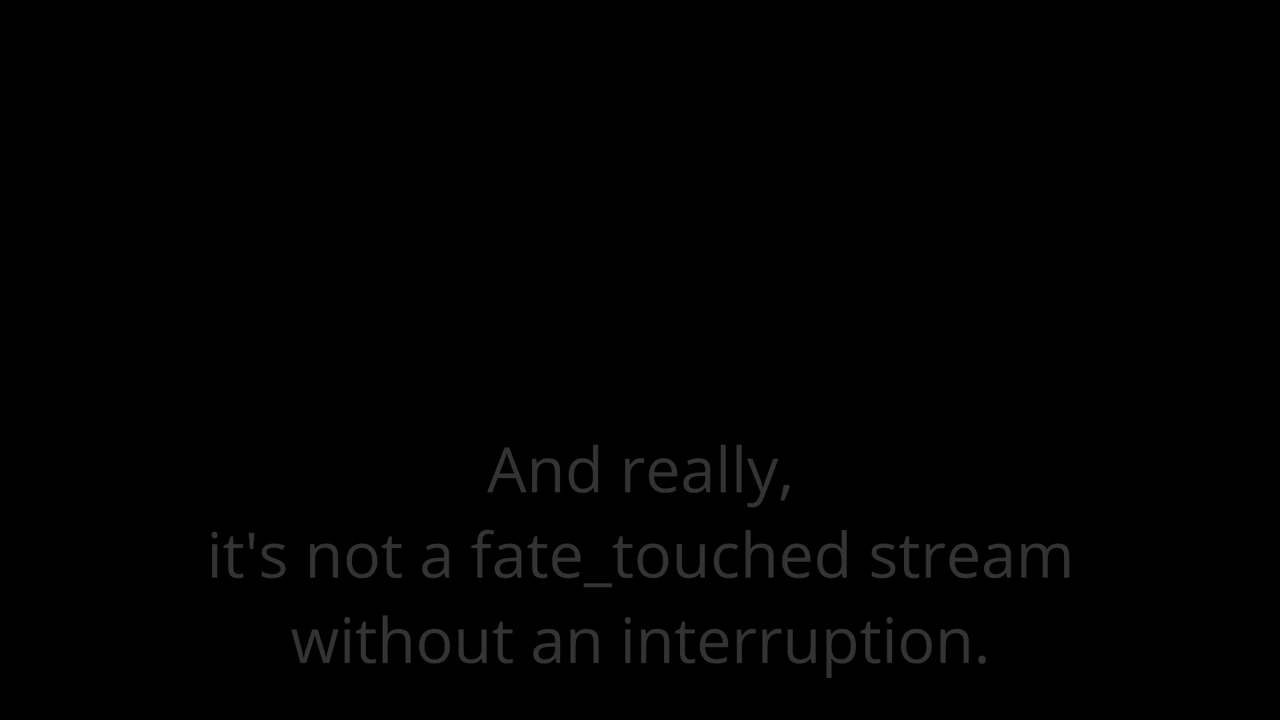 And really,
it's not a fate_touched stream
without an interruption.